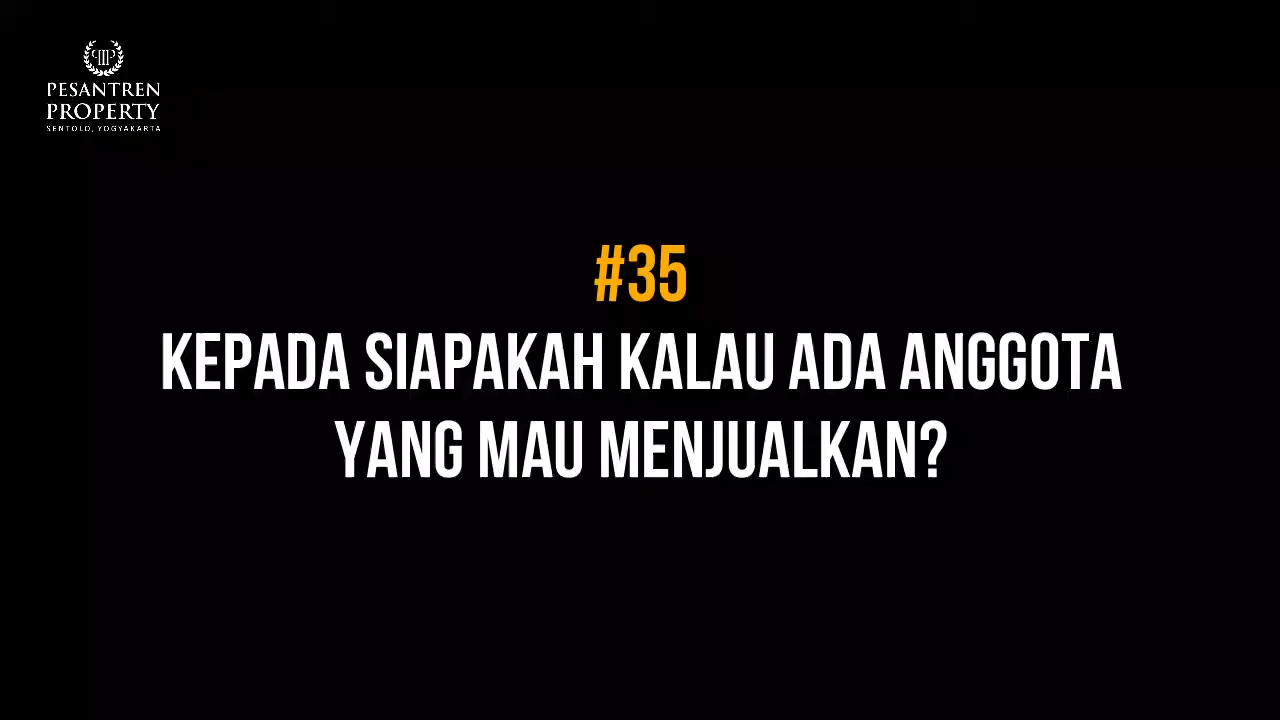 PESANTREN
PROPERTY
SENTOLO, YOGYAKARTA
#35
KEPADA SIAPAKAH KALAU ADA ANGGOTA
YANG MAU MENJUALKAN?